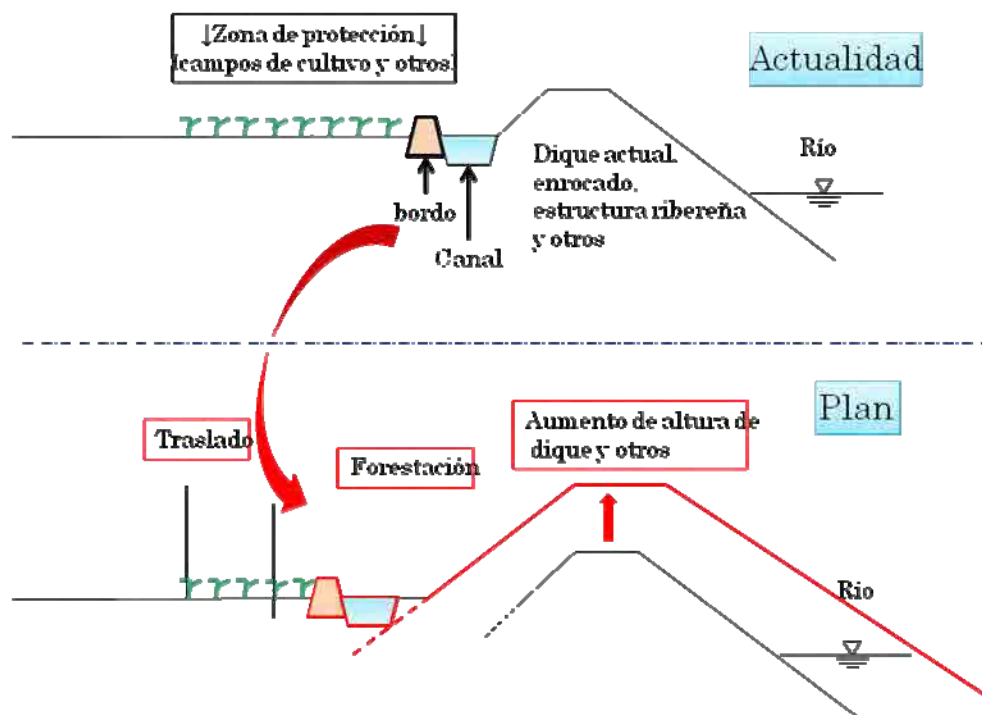 ↓Zona de protección↓
(campos de cultivo y otros)
Actualidad
Río
Dique actual,
enrocado,
estructura ribereña
y otros
bordo
Canal
Plan
Aumento de altura de
dique y otros
Traslado
Forestación
Río